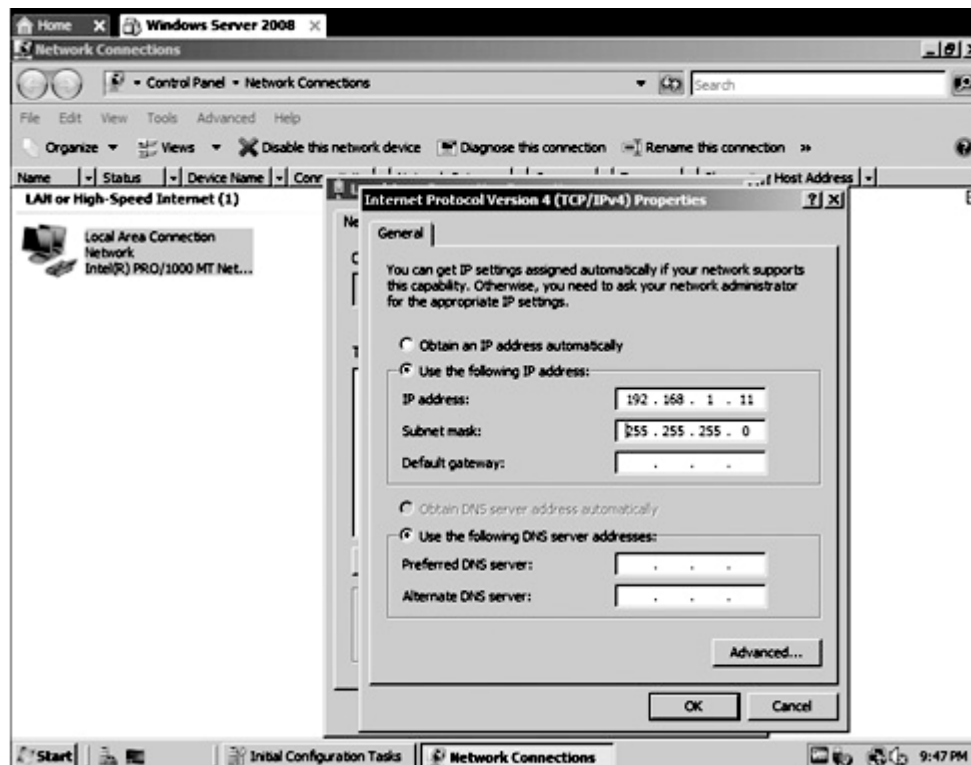 Home X Windows Server 2008 X
Network Connections
Control Panel Network Connections Search
File Edit View Tools Advanced Help
Organize Views Disable this network device Diagnose this connection Rename this connection »
Name Status Device Name Host Address
LAN or High-Speed Internet (1)
Local Area Connection
Network
Intel(R) PRO/1000 MT Net...
Internet Protocol Version 4 (TCP/IPv4) Properties
General
You can get IP settings assigned automatically if your network supports
this capability. Otherwise, you need to ask your network administrator
for the appropriate IP settings.
Obtain an IP address automatically
Use the following IP address:
IP address: 192 . 168 . 1 . 11
Subnet mask: 255 . 255 . 255 . 0
Default gateway: . . .
Obtain DNS server address automatically
Use the following DNS server addresses:
Preferred DNS server: . . .
Alternate DNS server: . . .
Advanced...
OK Cancel
Start Initial Configuration Tasks Network Connections 9:47 PM